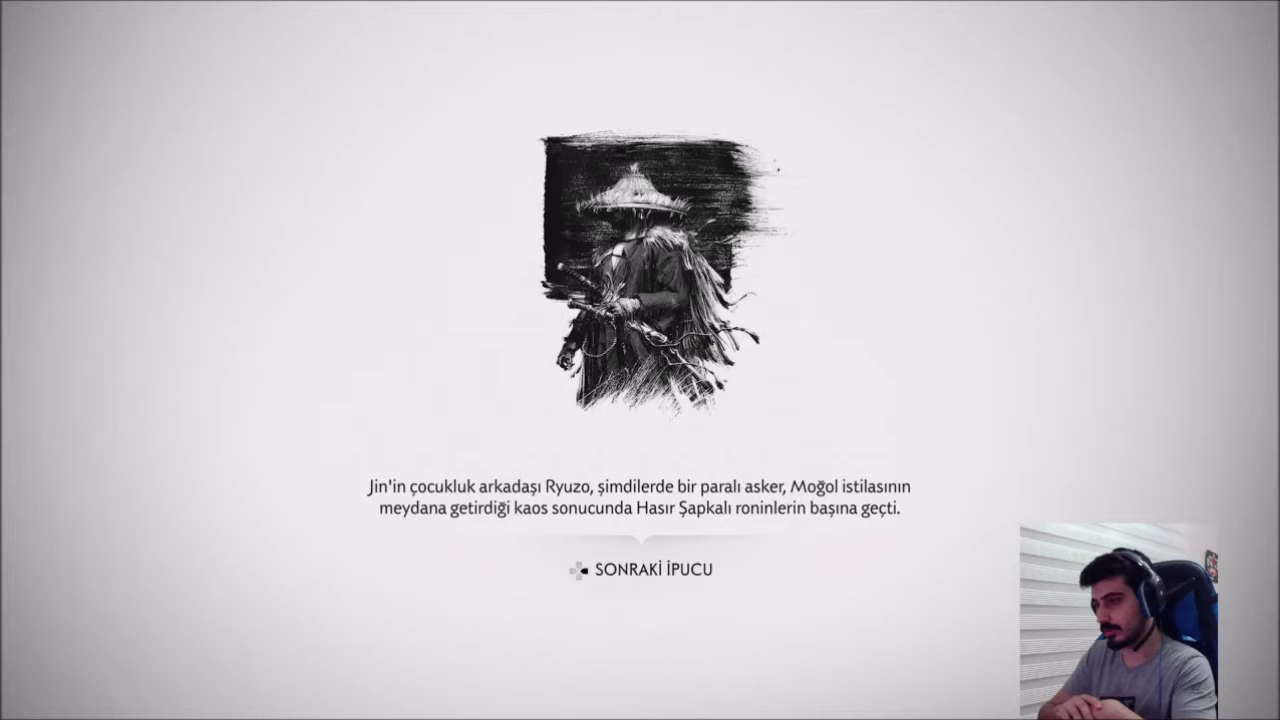 Jin'in çocukluk arkadaşı Ryuzo, şimdilerde bir paralı asker, Moğol istilasının
meydana getirdiği kaos sonucunda Hasır Şapkalı roninlerin başına geçti.
SONRAKİ İPUCU